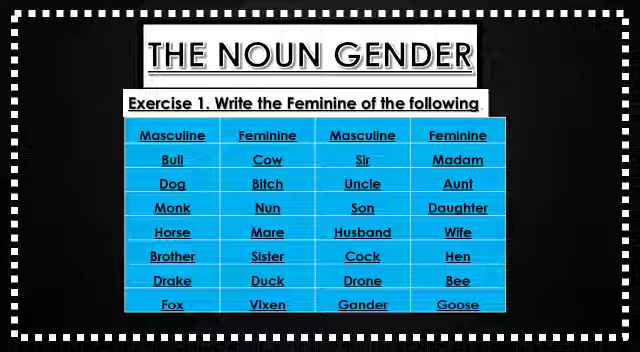 THE NOUN GENDER
Exercise 1. Write the Feminine of the following
Masculine Feminine Masculine Feminine
Bull Cow Sir Madam
Dog Bitch Uncle Aunt
Monk Nun Son Daughter
Horse Mare Husband Wife
Brother Sister Cock Hen
Drake Duck Drone Bee
Fox Vixen Gander Goose